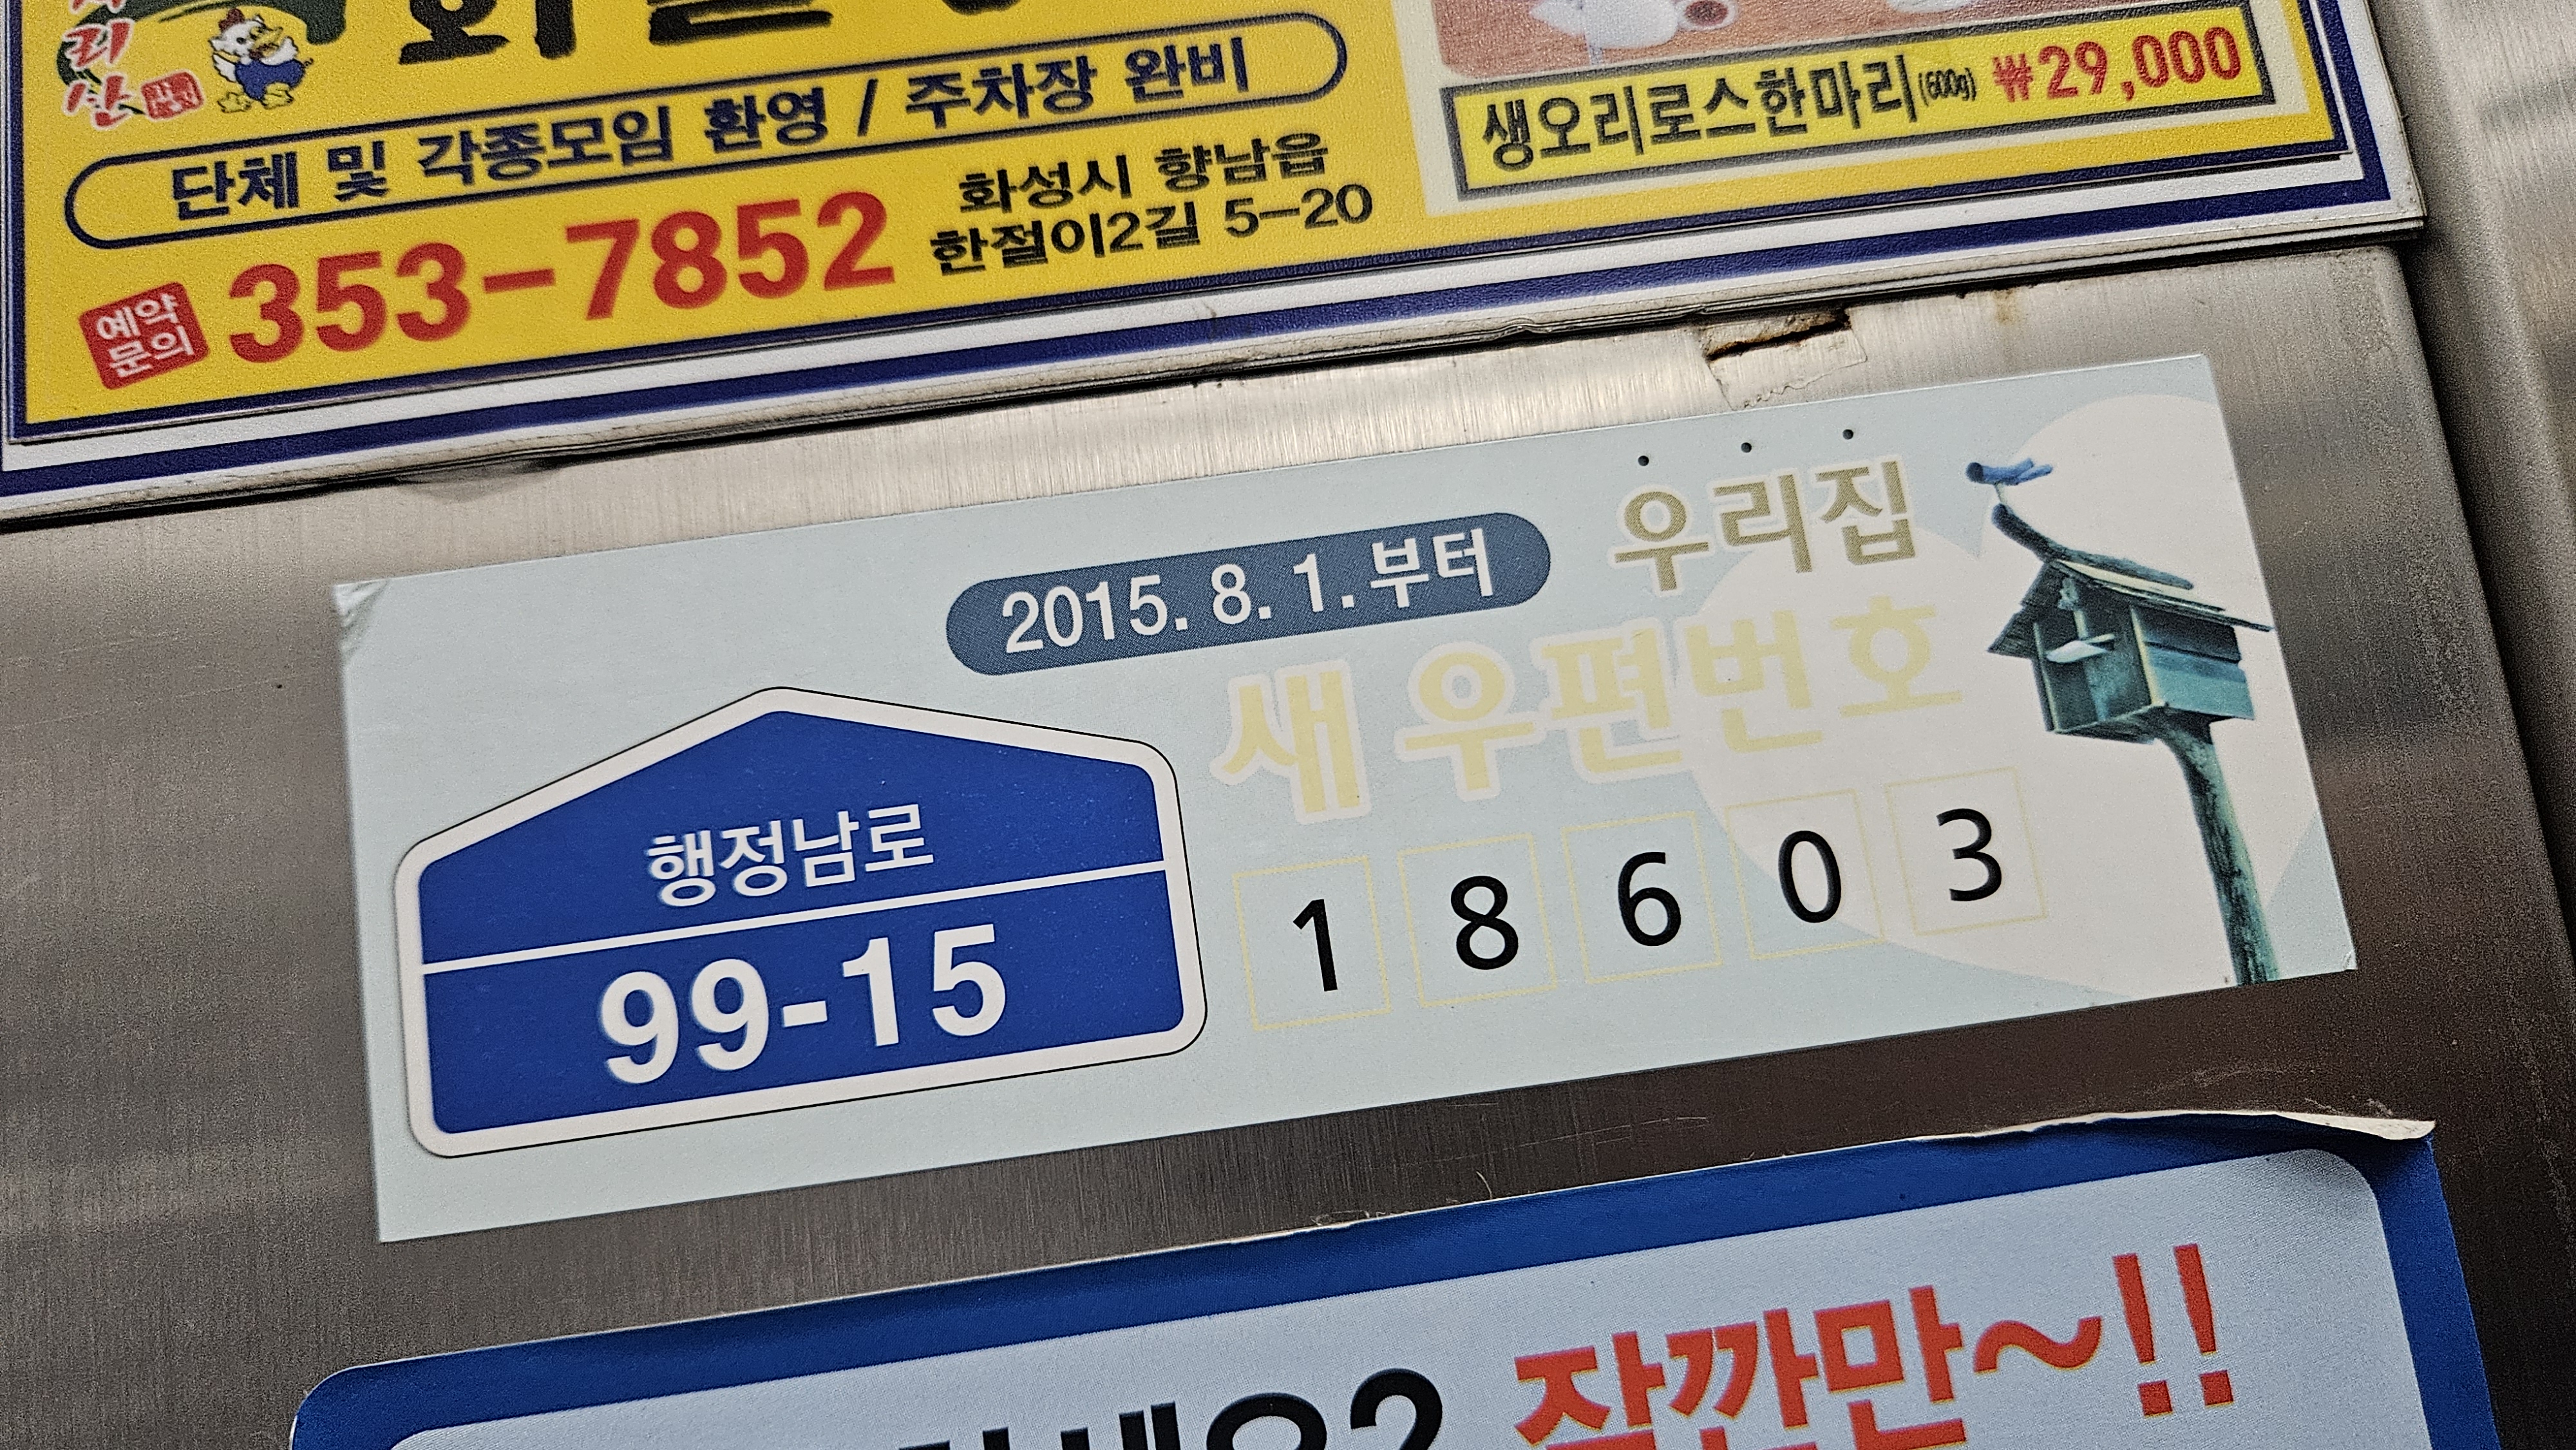 리산
단체 및 각종모임 환영 / 주차장 완비
예약
문의
353-7852
화성시 향남읍
한절이2길 5-20
생오리로스한마리(600g) ₩29,000
2015. 8. 1.부터
우리집
새 우편번호
행정남로
99-15
1 8 6 0 3
잠깐만~!!